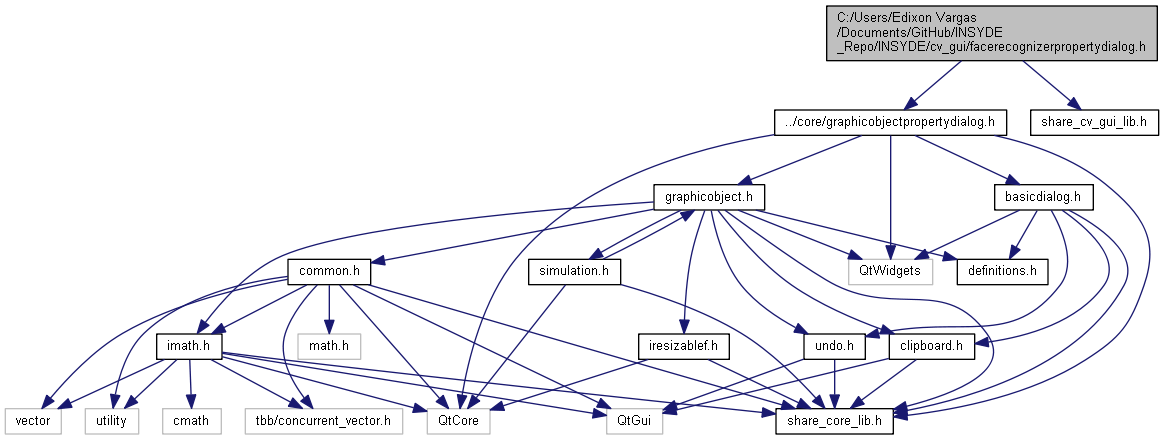 C:/Users/Edixon Vargas
/Documents/GitHub/INSYDE
_Repo/INSYDE/cv_gui/facerecognizerpropertydialog.h
../core/graphicobjectpropertydialog.h
share_cv_gui_lib.h
graphicobject.h
basicdialog.h
common.h
simulation.h
QtWidgets
definitions.h
imath.h
math.h
iresizablef.h
undo.h
clipboard.h
vector
utility
cmath
tbb/concurrent_vector.h
QtCore
QtGui
share_core_lib.h